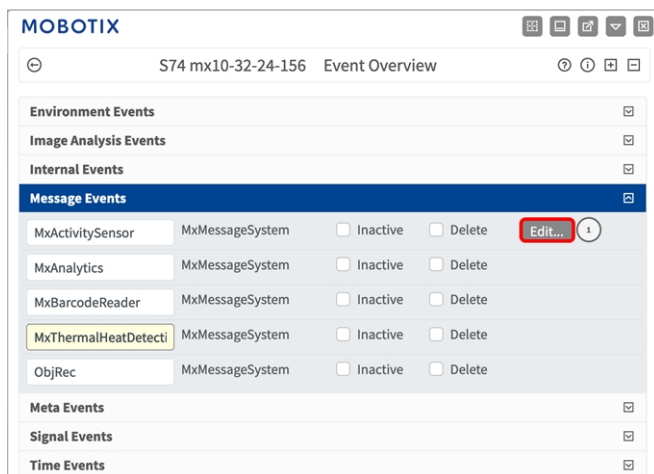 MOBOTIX
S74 mx10-32-24-156 Event Overview
Environment Events
Image Analysis Events
Internal Events
Message Events
MxActivitySensor MxMessageSystem Inactive Delete Edit... 1
MxAnalytics MxMessageSystem Inactive Delete
MxBarcodeReader MxMessageSystem Inactive Delete
MxThermalHeatDetecti MxMessageSystem Inactive Delete
ObjRec MxMessageSystem Inactive Delete
Meta Events
Signal Events
Time Events